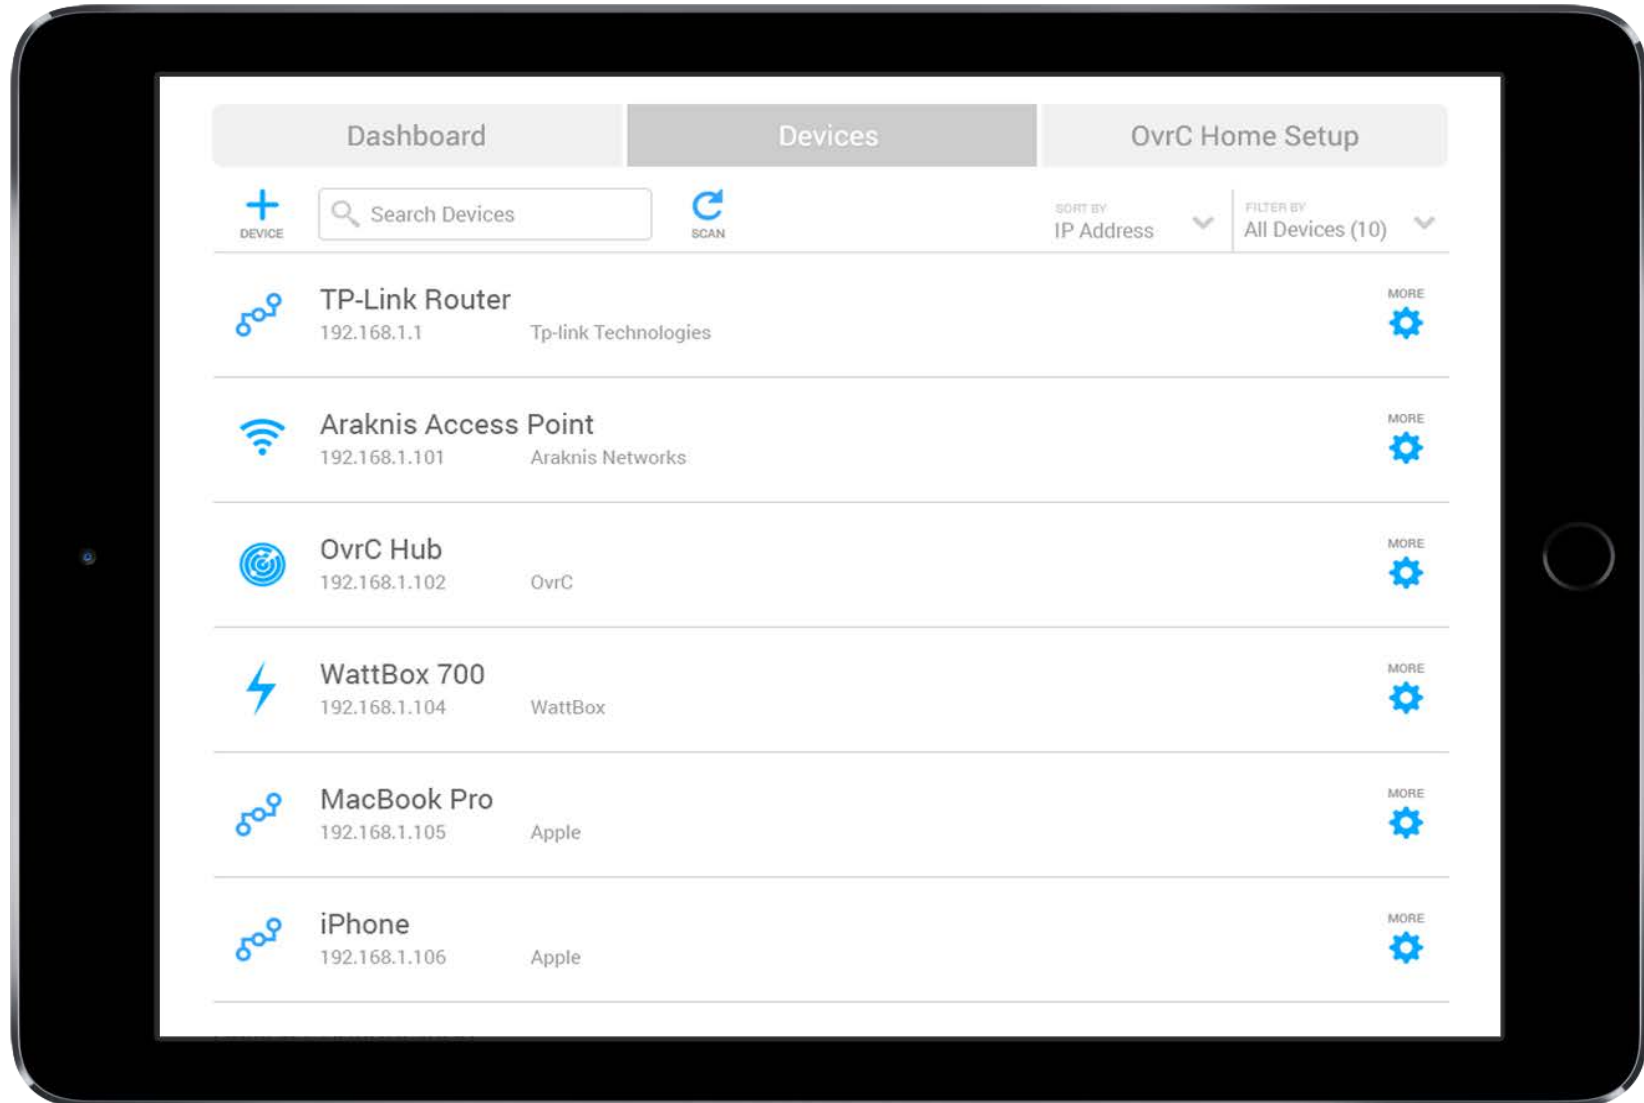 Dashboard Devices OvrC Home Setup
DEVICE Search Devices SCAN SORT BY IP Address FILTER BY All Devices (10)
TP-Link Router MORE
192.168.1.1 Tp-link Technologies
Araknis Access Point MORE
192.168.1.101 Araknis Networks
OvrC Hub MORE
192.168.1.102 OvrC
WattBox 700 MORE
192.168.1.104 WattBox
MacBook Pro MORE
192.168.1.105 Apple
iPhone MORE
192.168.1.106 Apple